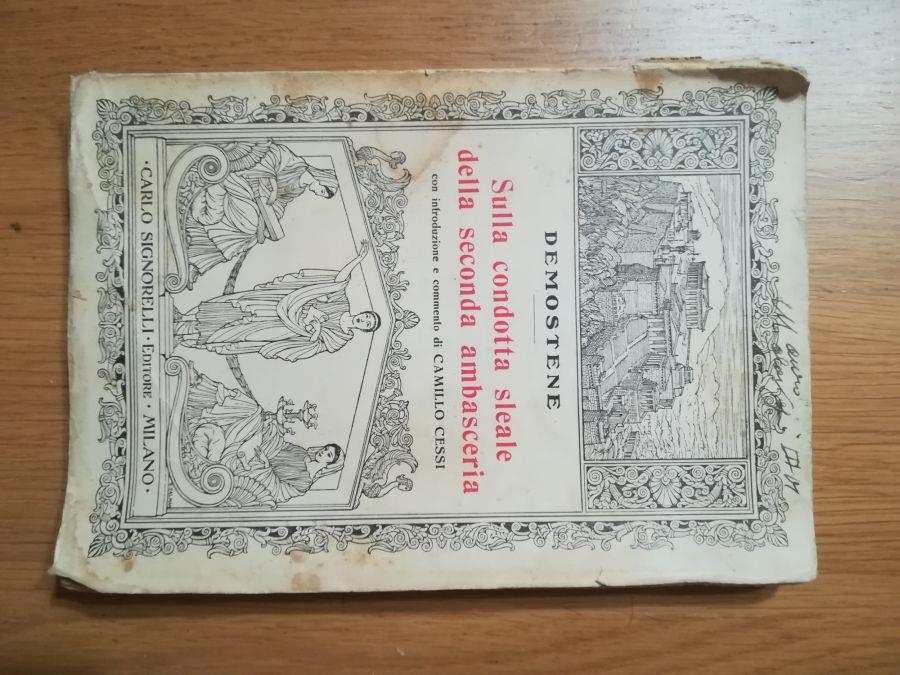 DEMOSTENE
Sulla condotta sleale
della seconda ambasceria
con introduzione e commento di CAMILLO CESSI
· CARLO SIGNORELLI · EDITORE · MILANO ·